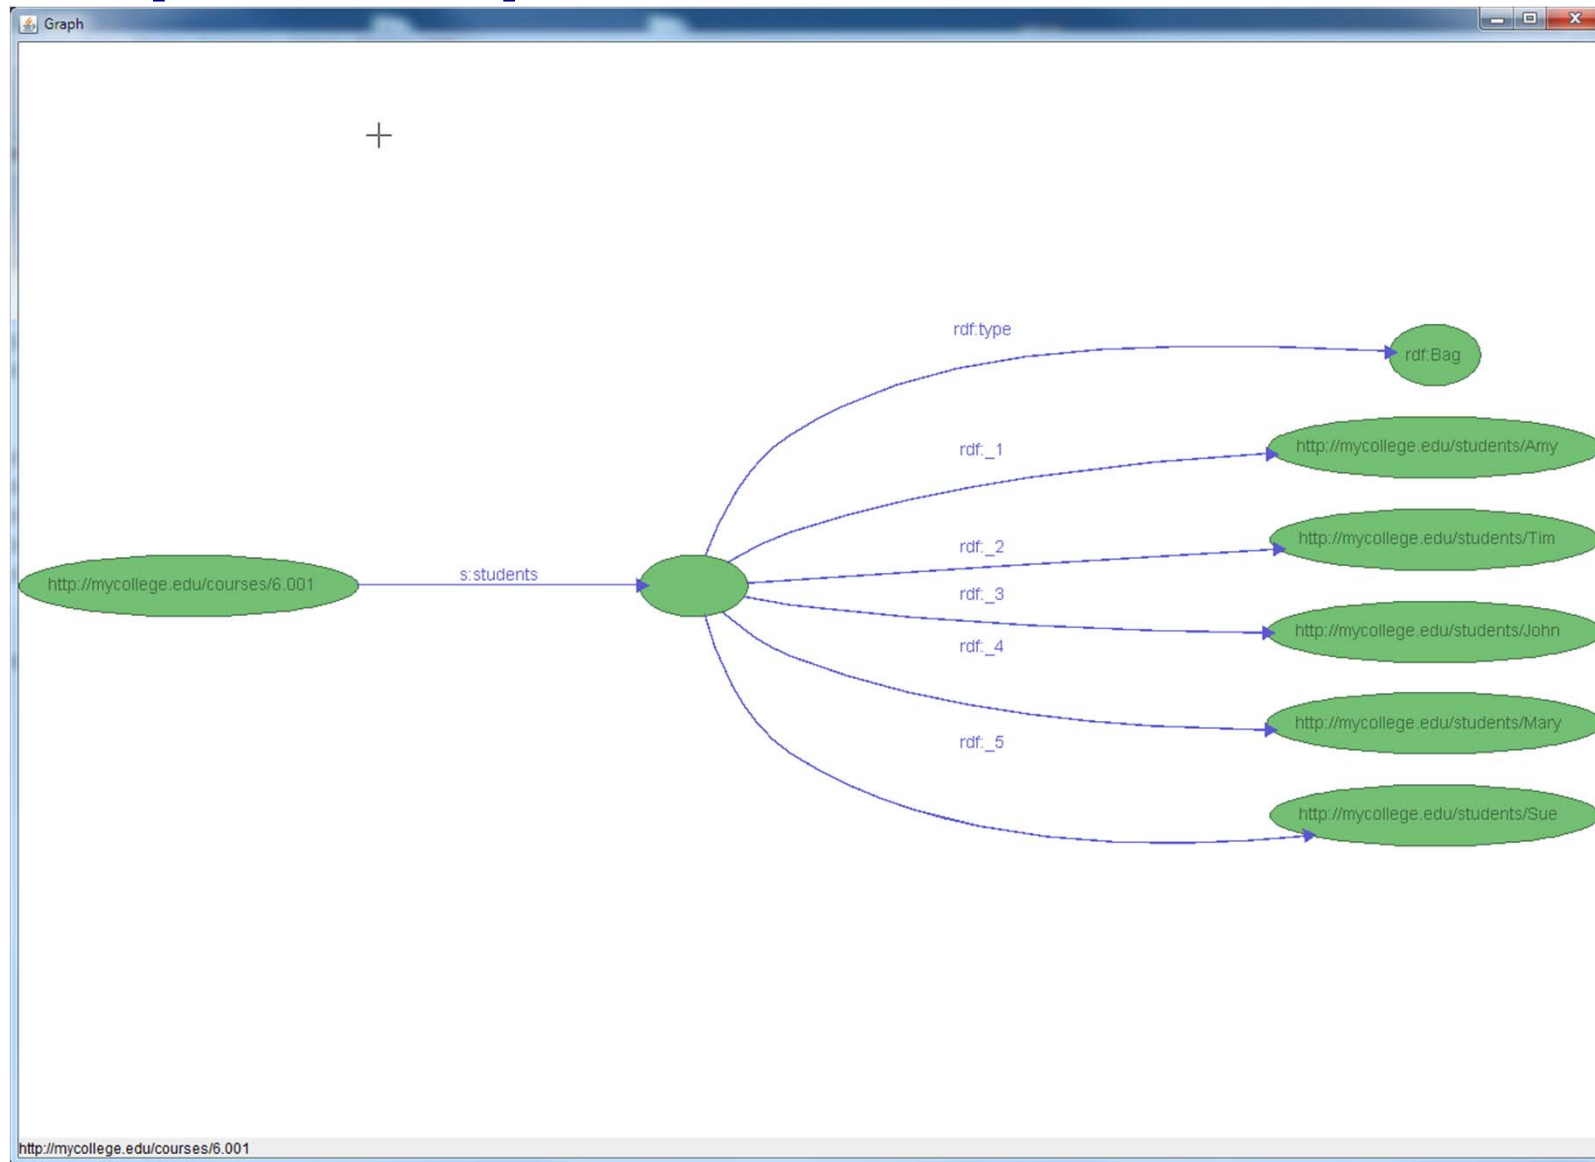 Graph
rdf:type
rdf:Bag
rdf:_1
http://mycollege.edu/students/Amy
rdf:_2
http://mycollege.edu/students/Tim
http://mycollege.edu/courses/6.001
s:students
rdf:_3
http://mycollege.edu/students/John
rdf:_4
http://mycollege.edu/students/Mary
rdf:_5
http://mycollege.edu/students/Sue
http://mycollege.edu/courses/6.001